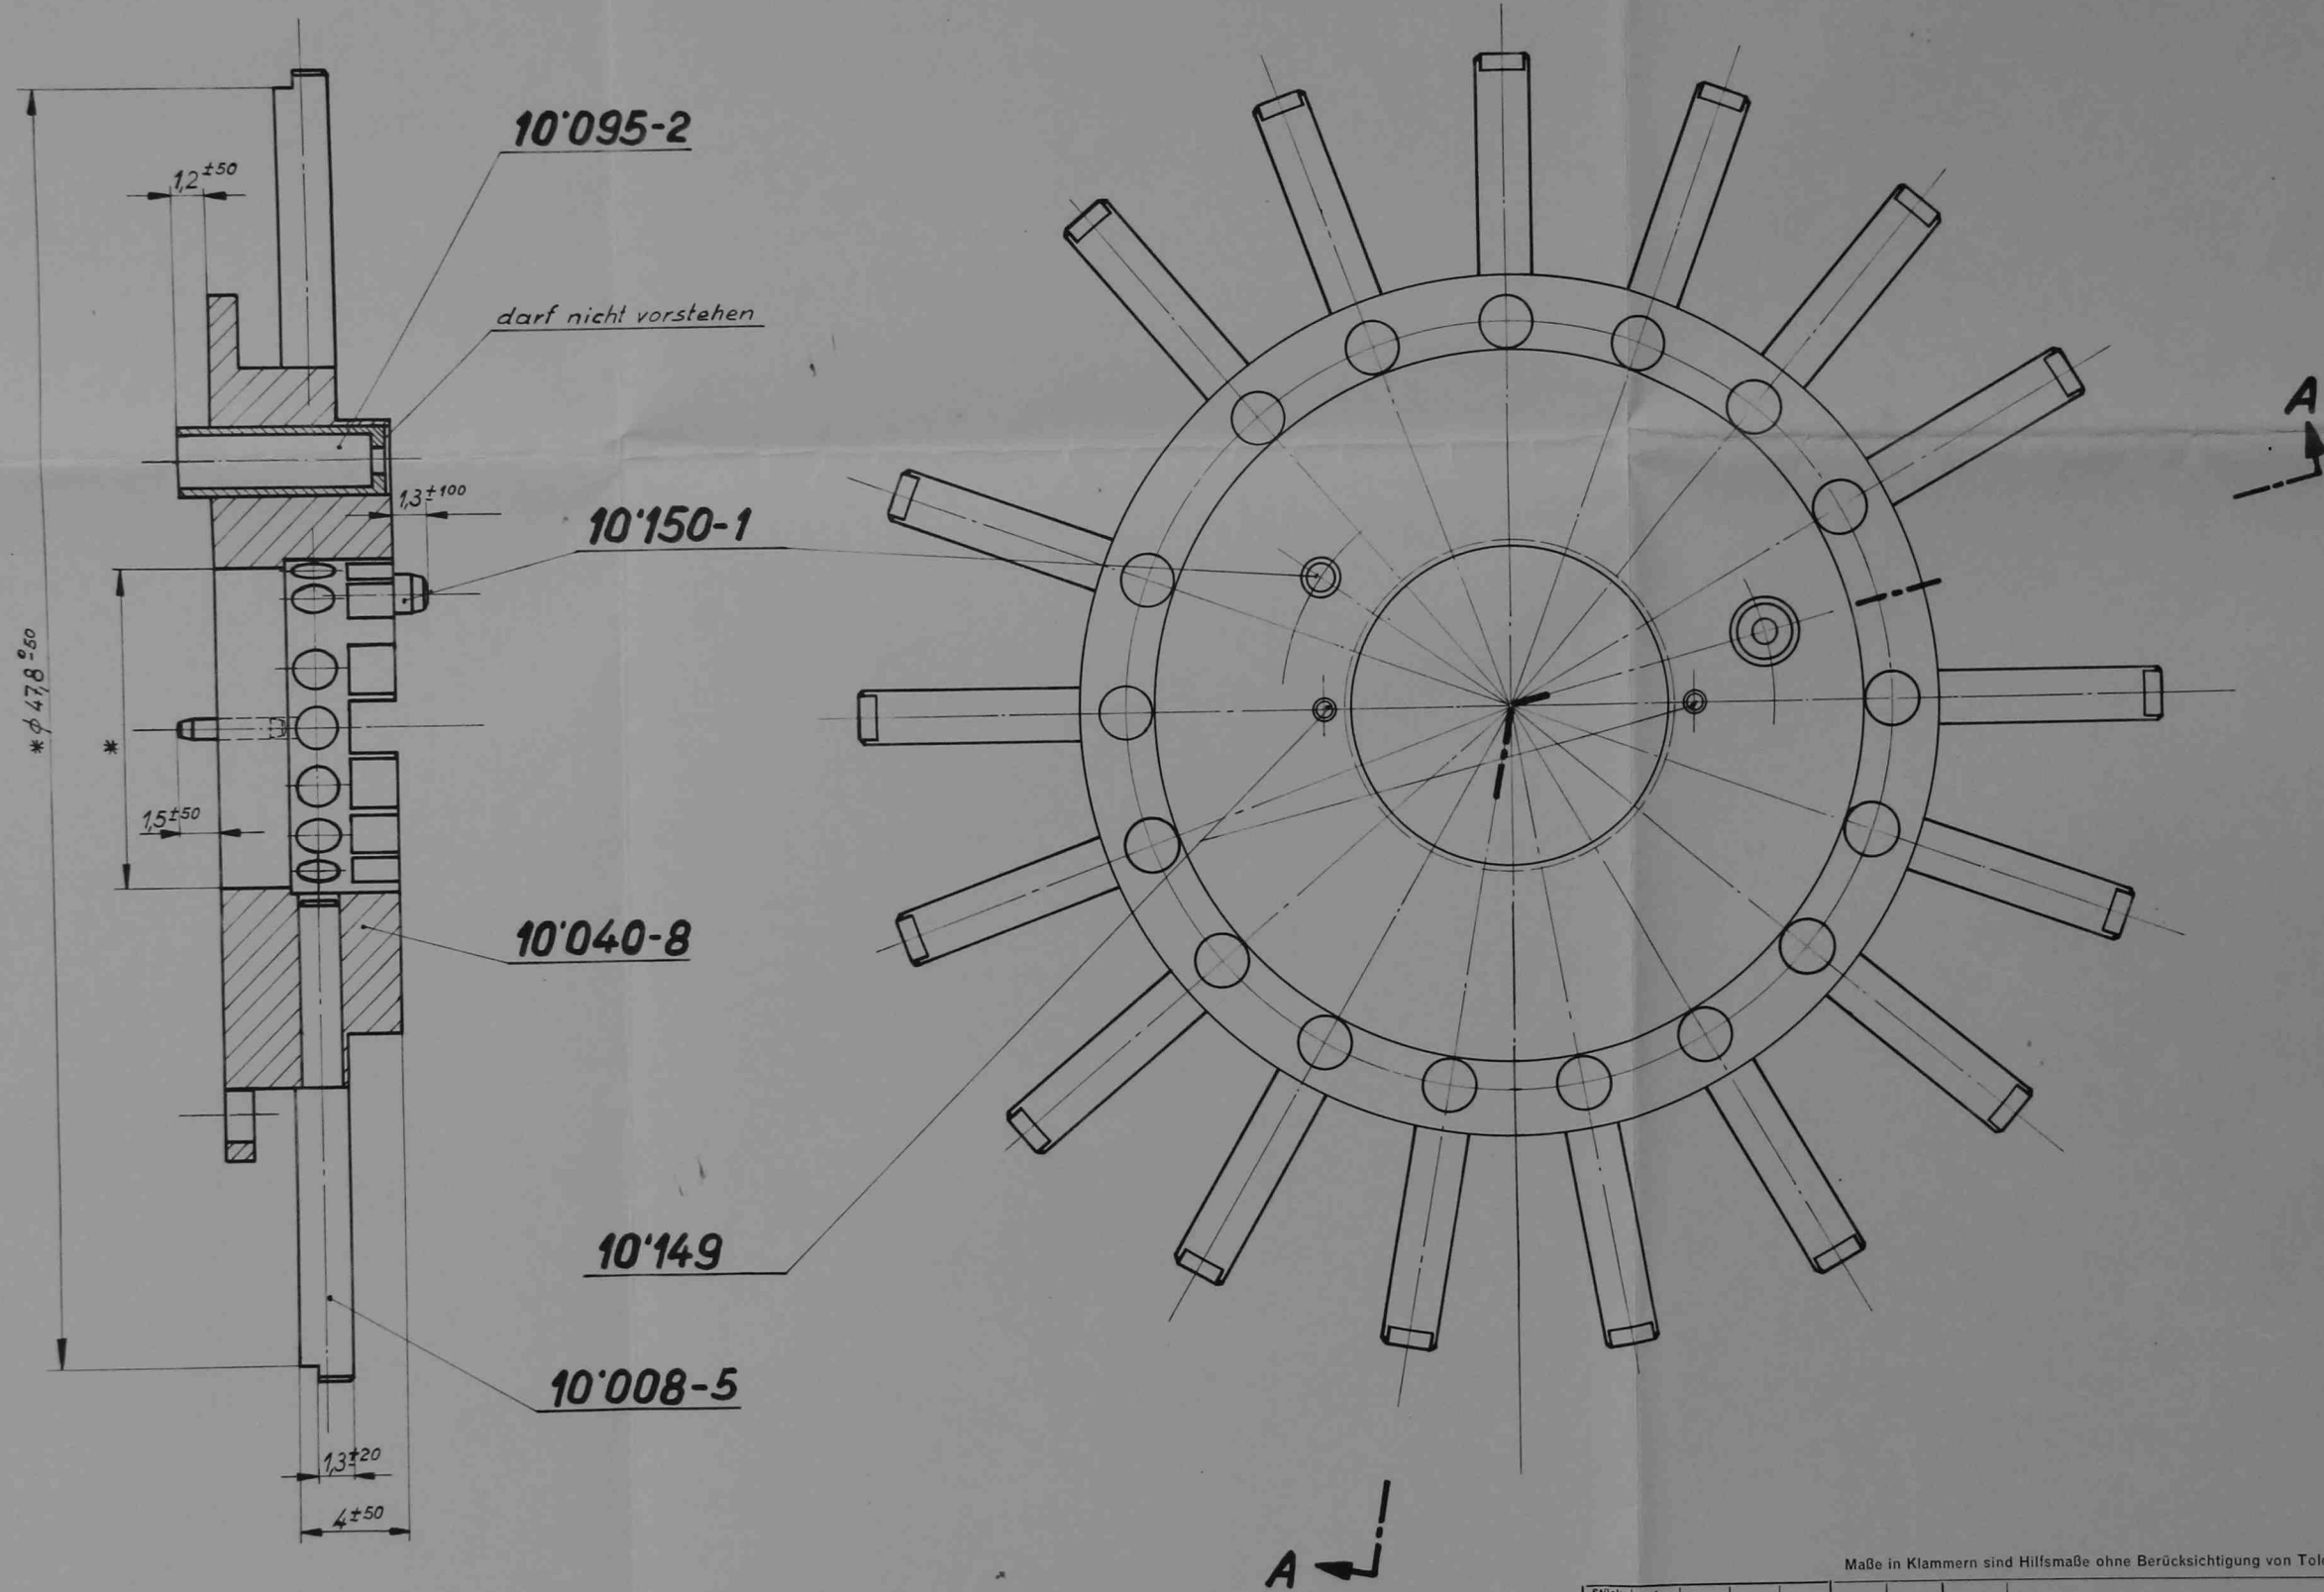 10'095-2
1,2 ±50
darf nicht vorstehen
A
1,3 ±100
10'150-1
* ⌀ 47,8 0 -50
*
1,5 ±50
10'040-8
10'149
10'008-5
1,3 ±20
4 ±50
A
Maße in Klammern sind Hilfsmaße ohne Berücksichtigung von